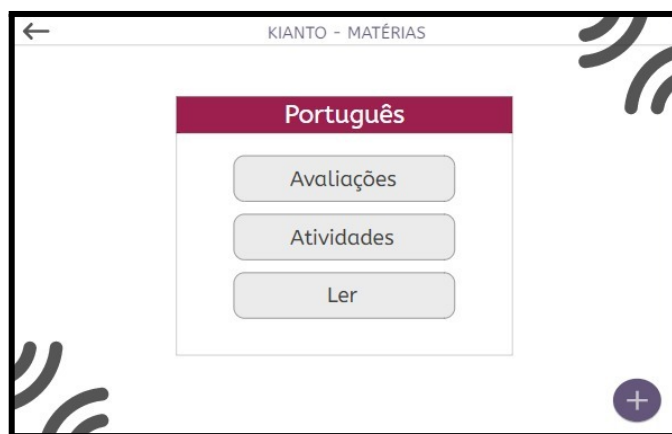 KIANTO - MATÉRIAS
Português
Avaliações
Atividades
Ler